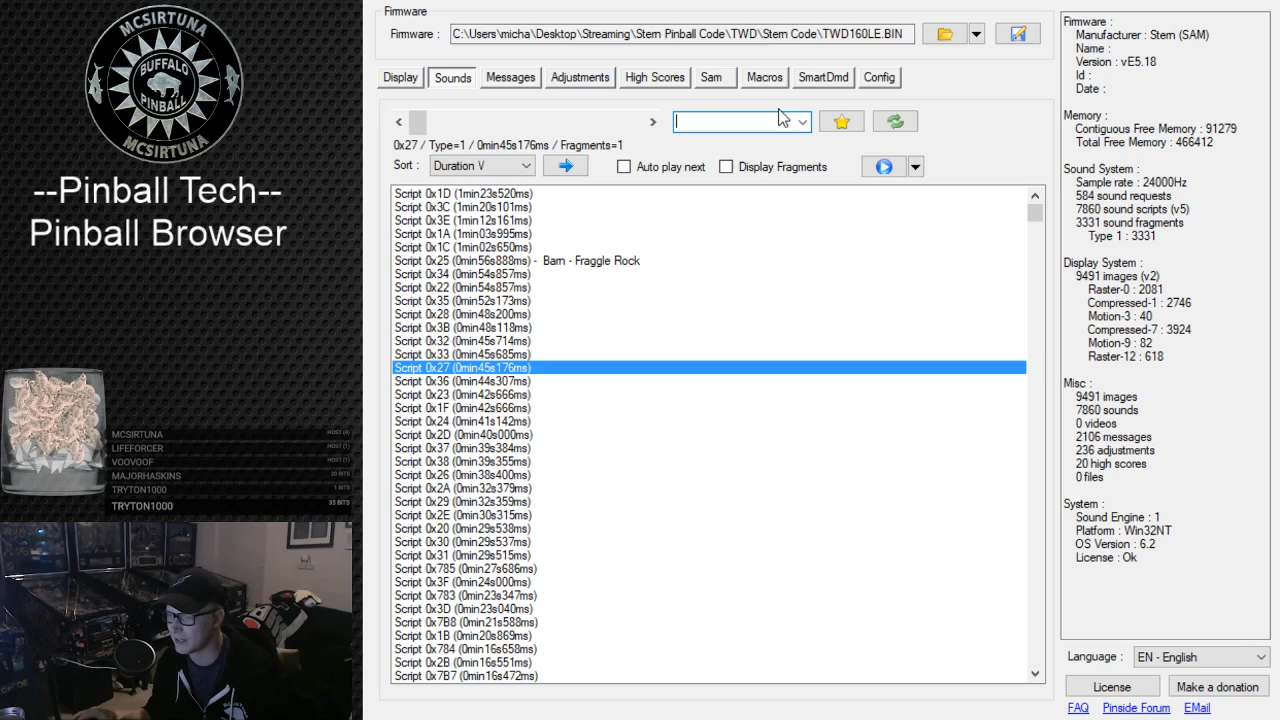 MCSIRTUNA
BUFFALO
PINBALL
MCSIRTUNA
--Pinball Tech--
Pinball Browser
MCSIRTUNA HOST (4)
LIFEFORCER HOST (1)
VOOVOOF HOST (1)
MAJORHASKINS 20 BITS
TRYTON1000 1 BITS
TRYTON1000 35 BITS
Firmware
Firmware : C:\Users\micha\Desktop\Streaming\Stern Pinball Code\TWD\Stern Code\TWD160LE.BIN
Display Sounds Messages Adjustments High Scores Sam Macros SmartDmd Config
0x27 / Type=1 / 0min45s176ms / Fragments=1
Sort : Duration V Auto play next Display Fragments
Script 0x1D (1min23s520ms)
Script 0x3C (1min20s101ms)
Script 0x3E (1min12s161ms)
Script 0x1A (1min03s995ms)
Script 0x1C (1min02s650ms)
Script 0x25 (0min56s888ms) - Barn - Fraggle Rock
Script 0x34 (0min54s857ms)
Script 0x22 (0min54s857ms)
Script 0x35 (0min52s173ms)
Script 0x28 (0min48s200ms)
Script 0x3B (0min48s118ms)
Script 0x32 (0min45s714ms)
Script 0x33 (0min45s685ms)
Script 0x27 (0min45s176ms)
Script 0x36 (0min44s307ms)
Script 0x23 (0min42s666ms)
Script 0x1F (0min42s666ms)
Script 0x24 (0min41s142ms)
Script 0x2D (0min40s000ms)
Script 0x37 (0min39s384ms)
Script 0x38 (0min39s355ms)
Script 0x26 (0min38s400ms)
Script 0x2A (0min32s379ms)
Script 0x29 (0min32s359ms)
Script 0x2E (0min30s315ms)
Script 0x20 (0min29s538ms)
Script 0x30 (0min29s537ms)
Script 0x31 (0min29s515ms)
Script 0x785 (0min27s686ms)
Script 0x3F (0min24s000ms)
Script 0x783 (0min23s347ms)
Script 0x3D (0min23s040ms)
Script 0x7B8 (0min21s588ms)
Script 0x1B (0min20s869ms)
Script 0x784 (0min16s658ms)
Script 0x2B (0min16s551ms)
Script 0x7B7 (0min16s472ms)
Firmware :
Manufacturer : Stern (SAM)
Name :
Version : vE5.18
Id :
Date :
Memory :
Contiguous Free Memory : 91279
Total Free Memory : 466412
Sound System :
Sample rate : 24000Hz
584 sound requests
7860 sound scripts (v5)
3331 sound fragments
Type 1 : 3331
Display System :
9491 images (v2)
Raster-0 : 2081
Compressed-1 : 2746
Motion-3 : 40
Compressed-7 : 3924
Motion-9 : 82
Raster-12 : 618
Misc :
9491 images
7860 sounds
0 videos
2106 messages
236 adjustments
20 high scores
0 files
System :
Sound Engine : 1
Platform : Win32NT
OS Version : 6.2
License : Ok
Language : EN - English
License Make a donation
FAQ Pinside Forum EMail